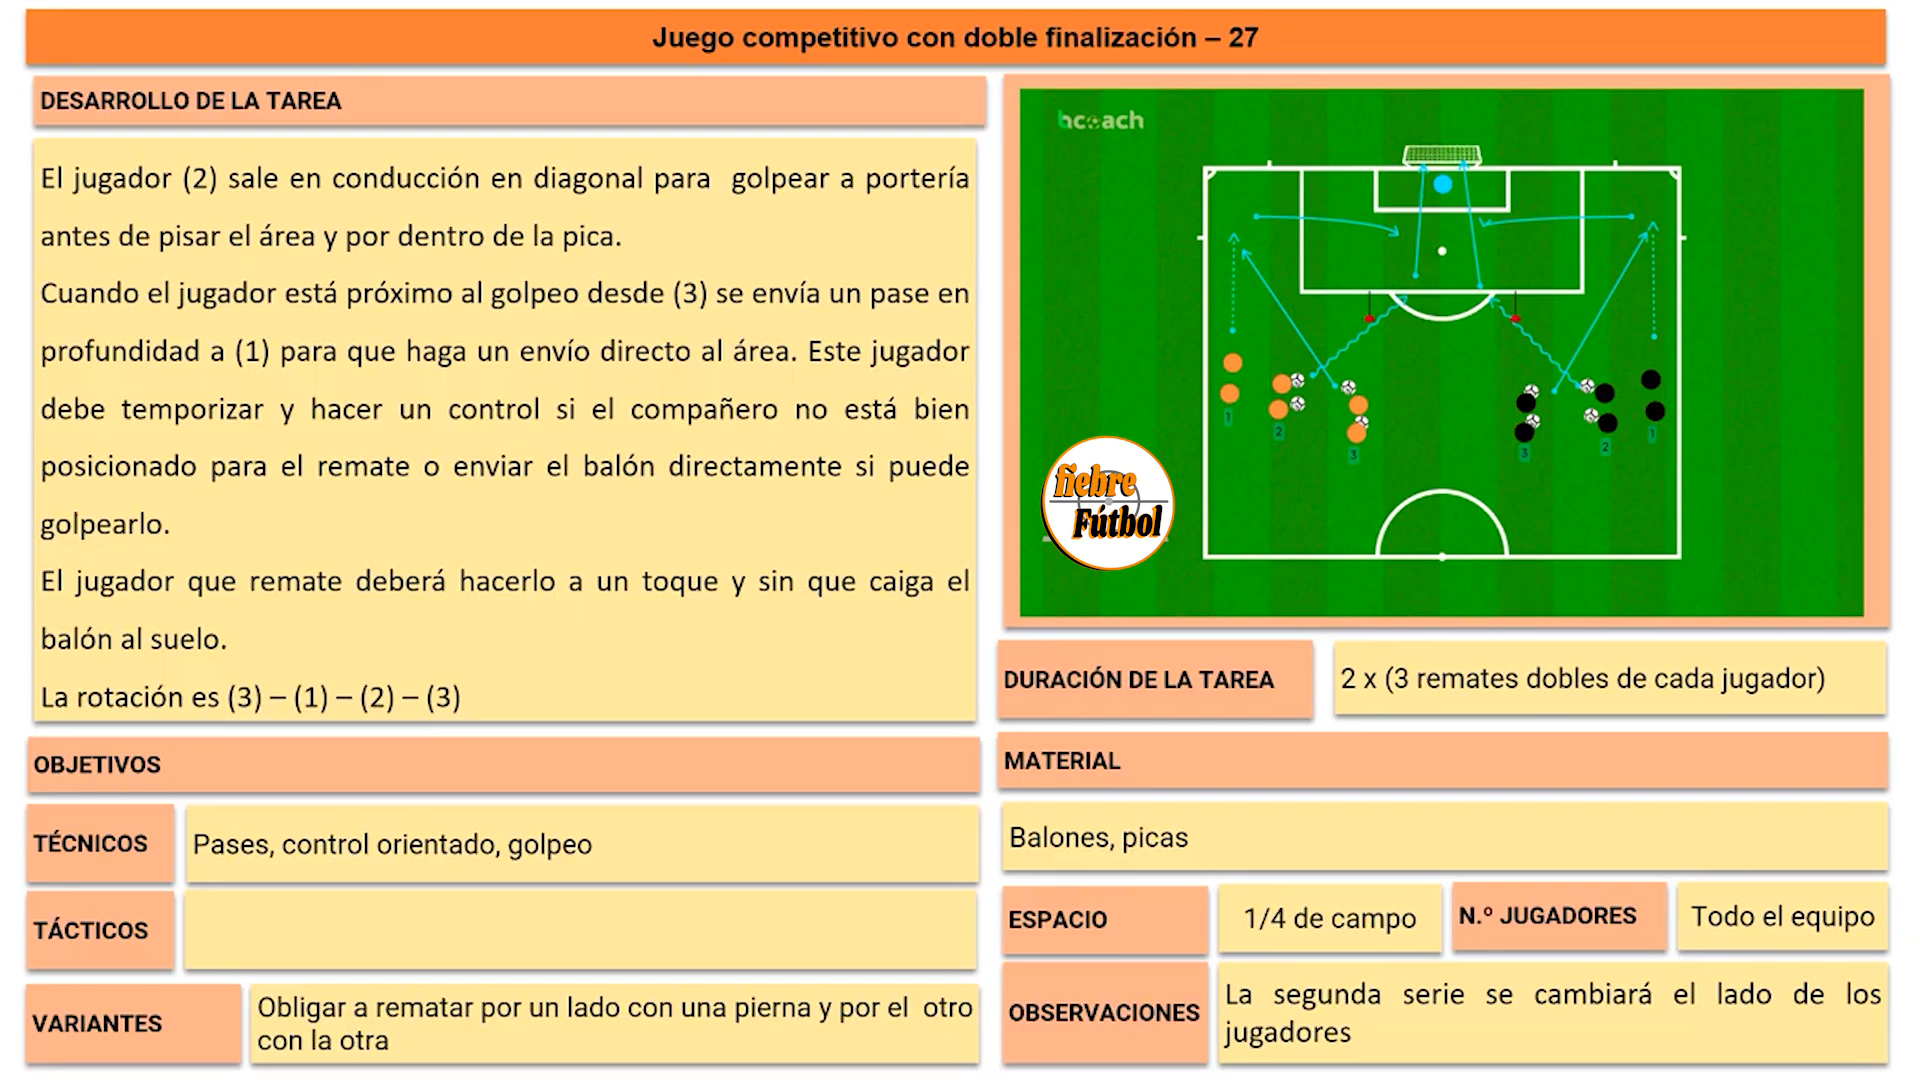 Juego competitivo con doble finalización – 27
DESARROLLO DE LA TAREA
El jugador (2) sale en conducción en diagonal para golpear a portería
antes de pisar el área y por dentro de la pica.
Cuando el jugador está próximo al golpeo desde (3) se envía un pase en
profundidad a (1) para que haga un envío directo al área. Este jugador
debe temporizar y hacer un control si el compañero no está bien
posicionado para el remate o enviar el balón directamente si puede
golpearlo.
El jugador que remate deberá hacerlo a un toque y sin que caiga el
balón al suelo.
La rotación es (3) – (1) – (2) – (3)
bcoach
1
2
3
3
2
1
fiebre
Fútbol
DURACIÓN DE LA TAREA
2 x (3 remates dobles de cada jugador)
OBJETIVOS
MATERIAL
TÉCNICOS
Pases, control orientado, golpeo
Balones, picas
TÁCTICOS
ESPACIO
1/4 de campo
N.º JUGADORES
Todo el equipo
VARIANTES
Obligar a rematar por un lado con una pierna y por el otro
con la otra
OBSERVACIONES
La segunda serie se cambiará el lado de los
jugadores